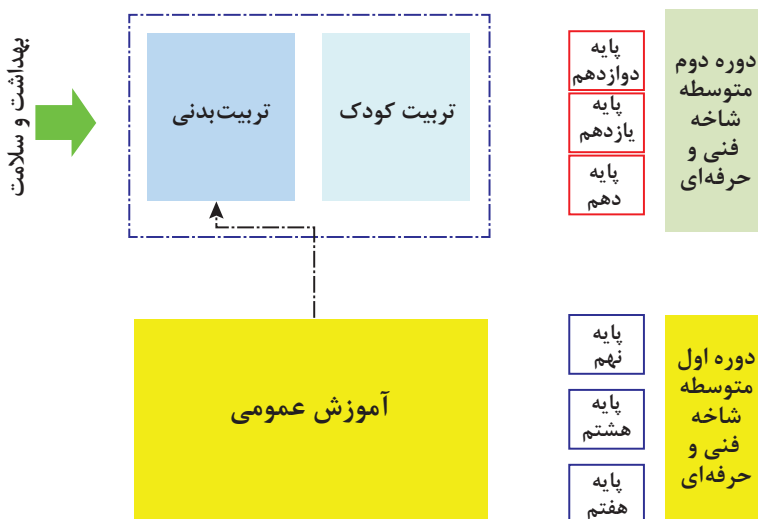 دوره دوم
متوسطه
شاخه
فنی و
حرفه‌ای
پایه
دوازدهم
پایه
یازدهم
پایه
دهم
تربیت کودک
تربیت‌بدنی
بهداشت و سلامت
دوره اول
متوسطه
شاخه
فنی و
حرفه‌ای
پایه
نهم
پایه
هشتم
پایه
هفتم
آموزش عمومی